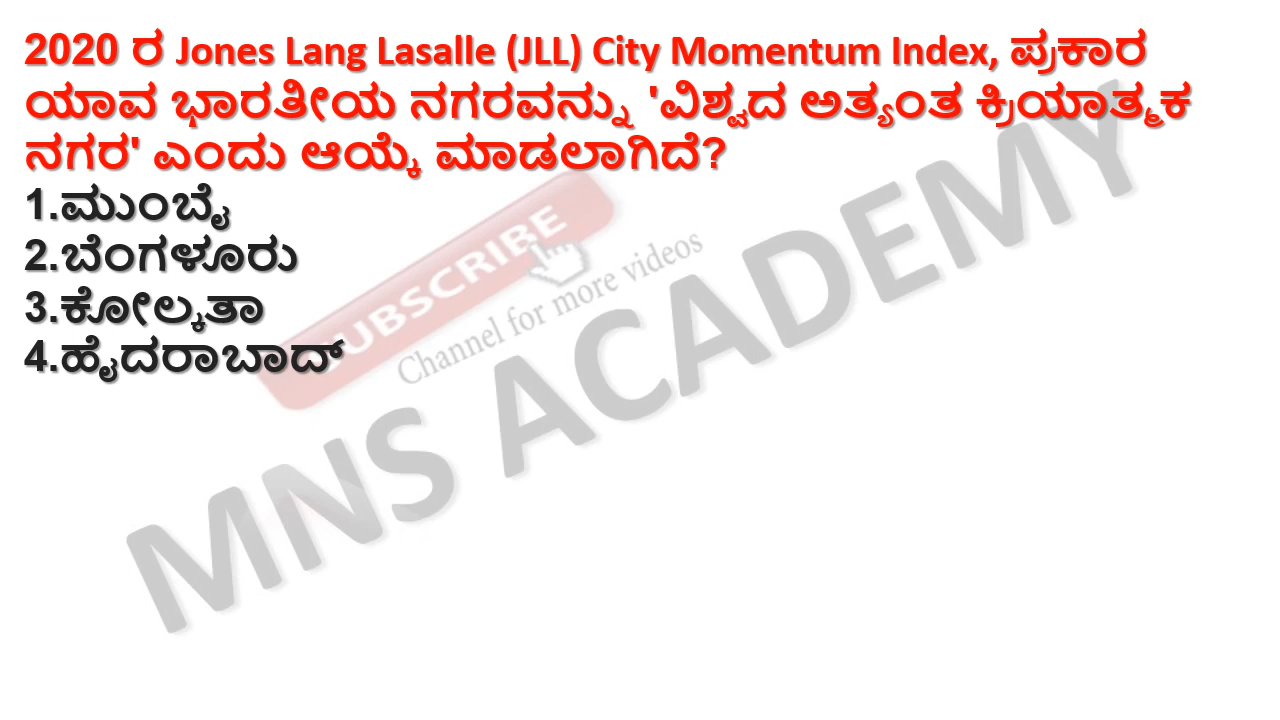 2020 ರ Jones Lang Lasalle (JLL) City Momentum Index, ಪ್ರಕಾರ
ಯಾವ ಭಾರತೀಯ ನಗರವನ್ನು 'ವಿಶ್ವದ ಅತ್ಯಂತ ಕ್ರಿಯಾತ್ಮಕ
ನಗರ' ಎಂದು ಆಯ್ಕೆ ಮಾಡಲಾಗಿದೆ?
1.ಮುಂಬೈ
2.ಬೆಂಗಳೂರು
3.ಕೋಲ್ಕತಾ
4.ಹೈದರಾಬಾದ್
SUBSCRIBE
Channel for more videos
MNS ACADEMY